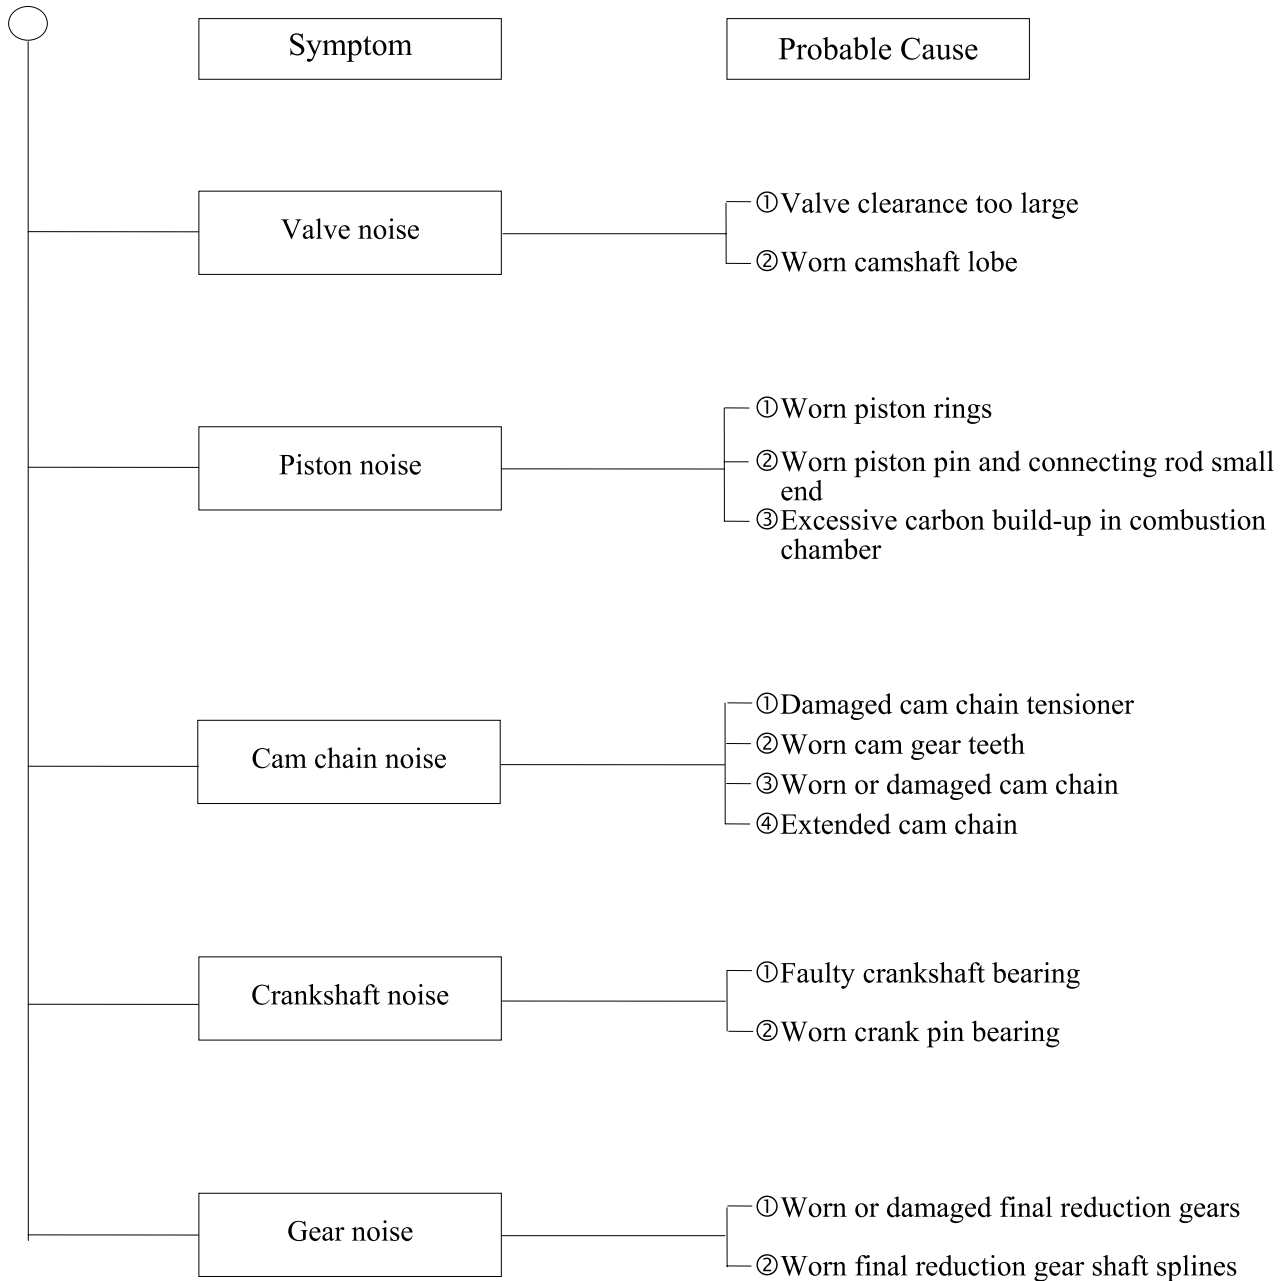 Symptom
Probable Cause
Valve noise
①Valve clearance too large
②Worn camshaft lobe
Piston noise
①Worn piston rings
②Worn piston pin and connecting rod small
end
③Excessive carbon build-up in combustion
chamber
Cam chain noise
①Damaged cam chain tensioner
②Worn cam gear teeth
③Worn or damaged cam chain
④Extended cam chain
Crankshaft noise
①Faulty crankshaft bearing
②Worn crank pin bearing
Gear noise
①Worn or damaged final reduction gears
②Worn final reduction gear shaft splines